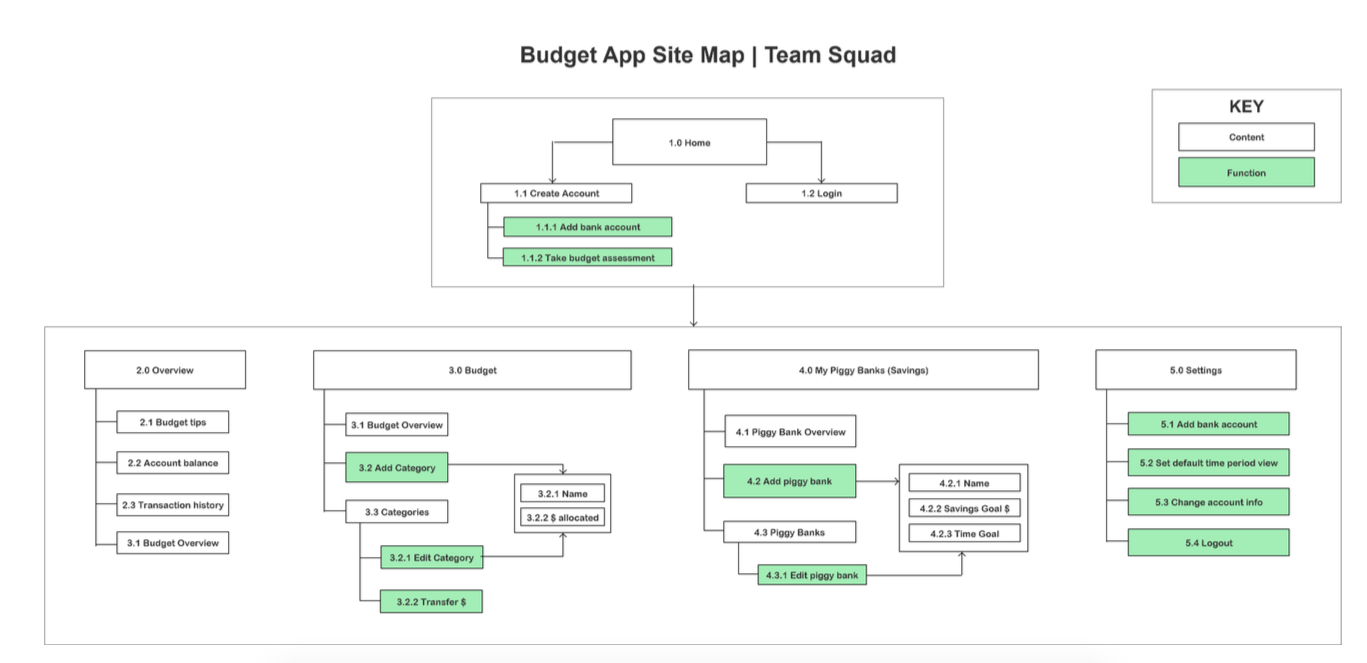 Budget App Site Map | Team Squad
KEY
Content
Function
1.0 Home
1.1 Create Account
1.2 Login
1.1.1 Add bank account
1.1.2 Take budget assessment
2.0 Overview
2.1 Budget tips
2.2 Account balance
2.3 Transaction history
3.1 Budget Overview
3.0 Budget
3.1 Budget Overview
3.2 Add Category
3.2.1 Name
3.2.2 $ allocated
3.3 Categories
3.2.1 Edit Category
3.2.2 Transfer $
4.0 My Piggy Banks (Savings)
4.1 Piggy Bank Overview
4.2 Add piggy bank
4.2.1 Name
4.2.2 Savings Goal $
4.2.3 Time Goal
4.3 Piggy Banks
4.3.1 Edit piggy bank
5.0 Settings
5.1 Add bank account
5.2 Set default time period view
5.3 Change account info
5.4 Logout